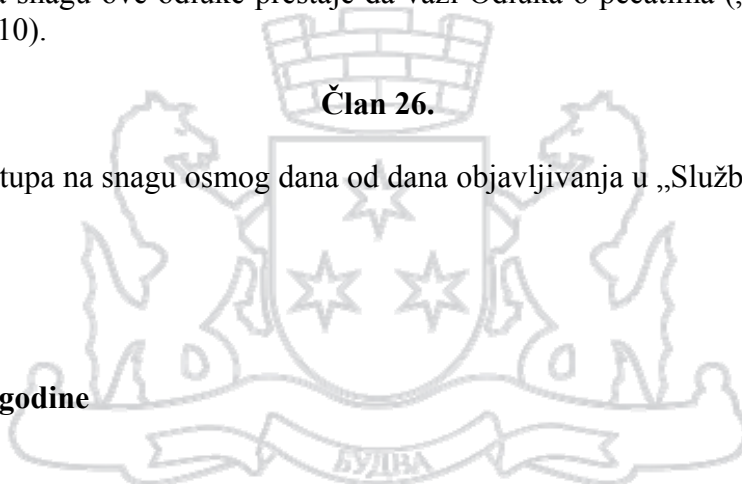 snagu ove odluke prestaje da važi Odluka o pečatima („
10).
Član 26.
tupa na snagu osmog dana od dana objavljivanja u „Služb
godine
БУДВА